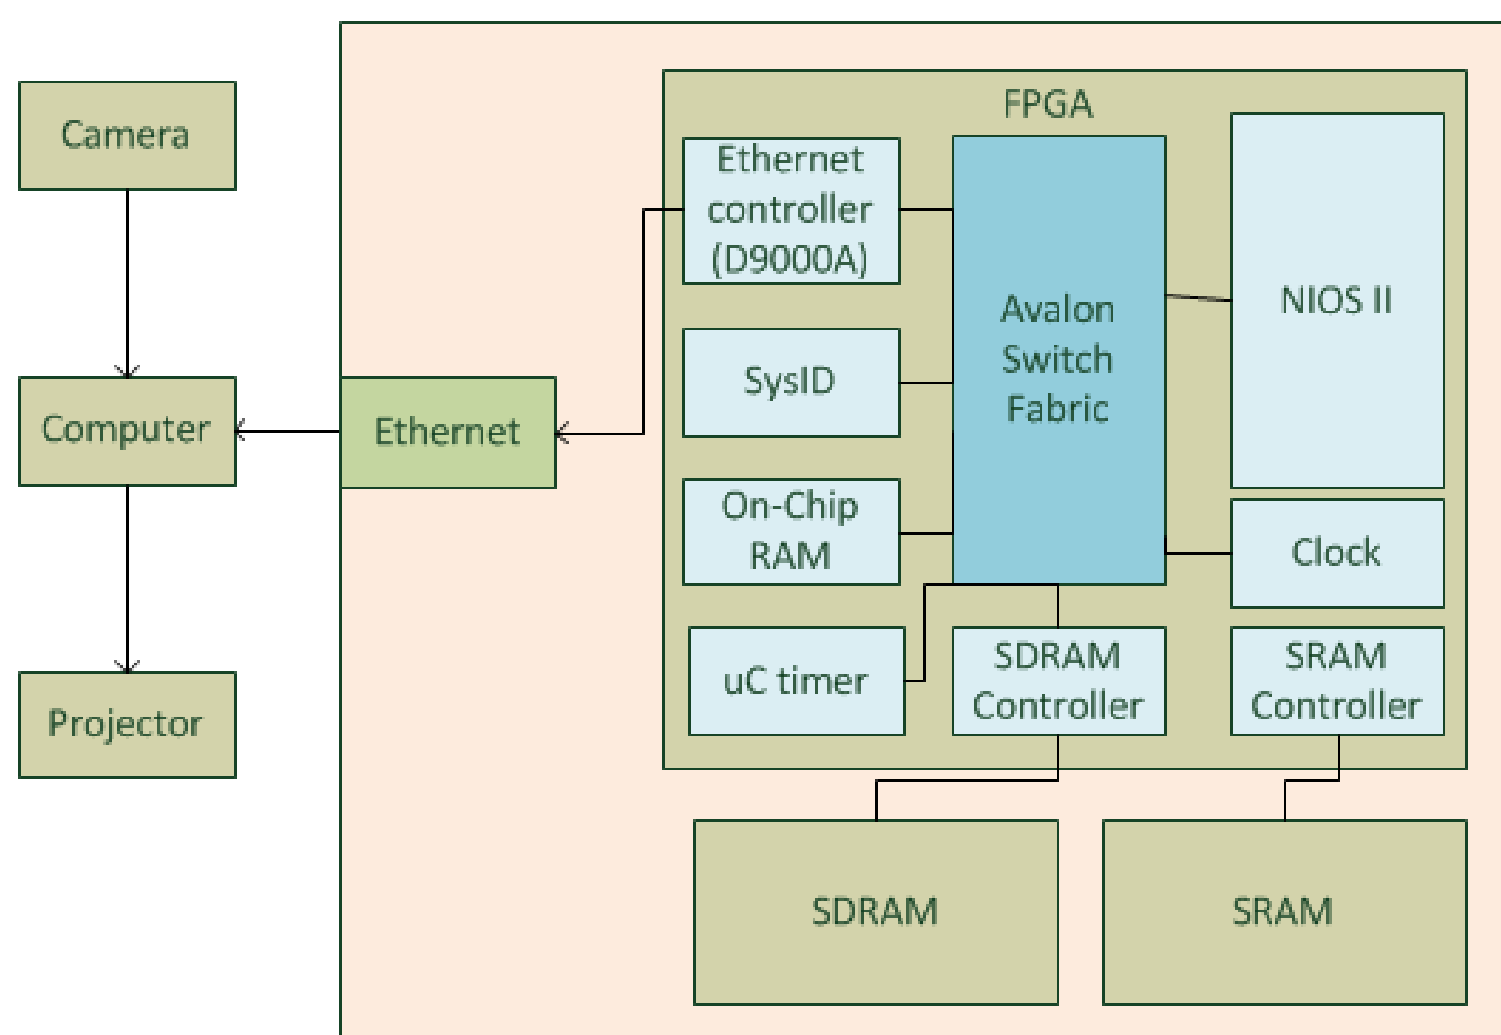 Camera
Computer
Projector
Ethernet
FPGA
Ethernet
controller
(D9000A)
SysID
On-Chip
RAM
uC timer
Avalon
Switch
Fabric
NIOS II
Clock
SDRAM
Controller
SRAM
Controller
SDRAM
SRAM